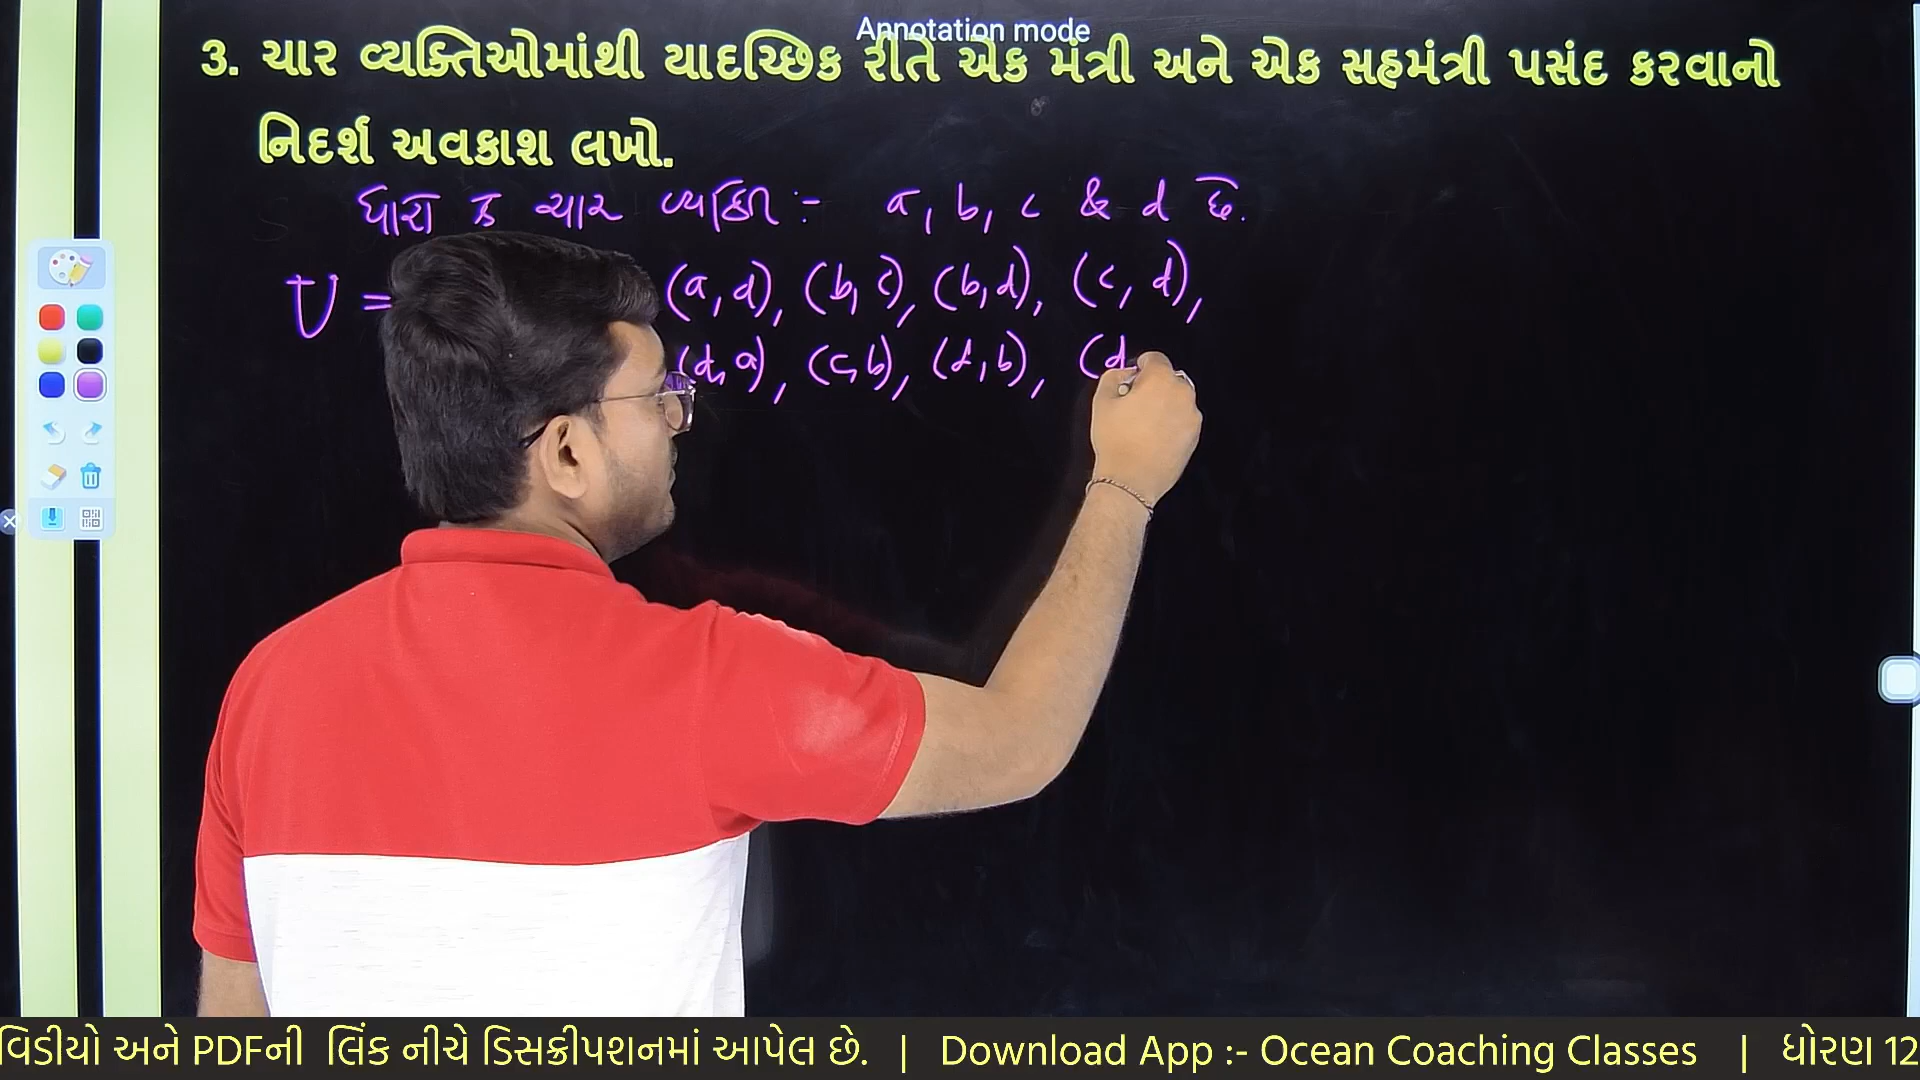 Annotation mode
3. ચાર વ્યક્તિઓમાંથી યાદચ્છિક રીતે એક મંત્રી અને એક સહમંત્રી પસંદ કરવાનો
નિદર્શ અવકાશ લખો.
ધારો કે ચાર વ્યક્તિ :- a, b, c & d છે.
U = (a, d), (b, c), (b, d), (c, d),
(d, a), (c, b), (d, b), (d,
વિડીયો અને PDFની લિંક નીચે ડિસક્રીપશનમાં આપેલ છે. | Download App :- Ocean Coaching Classes | ધોરણ 12